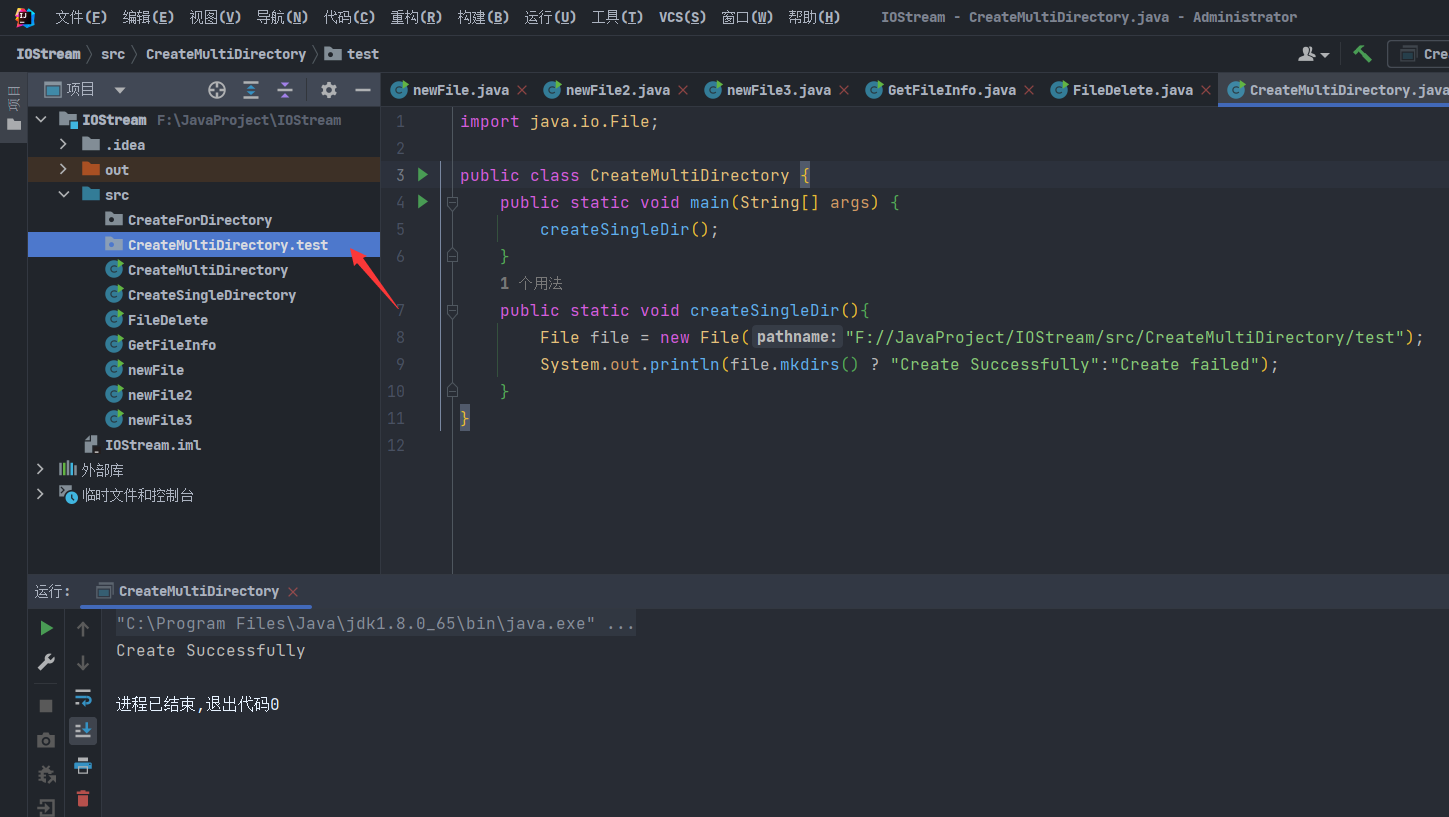 文件(F) 编辑(E) 视图(V) 导航(N) 代码(C) 重构(R) 构建(B) 运行(U) 工具(T) VCS(S) 窗口(W) 帮助(H) IOStream - CreateMultiDirectory.java - Administrator
IOStream src CreateMultiDirectory test Cre
项目
项目
newFile.java newFile2.java newFile3.java GetFileInfo.java FileDelete.java CreateMultiDirectory.java
IOStream F:\JavaProject\IOStream
.idea
out
src
CreateForDirectory
CreateMultiDirectory.test
CreateMultiDirectory
CreateSingleDirectory
FileDelete
GetFileInfo
newFile
newFile2
newFile3
IOStream.iml
外部库
临时文件和控制台
1 import java.io.File;
2
3 public class CreateMultiDirectory {
4 public static void main(String[] args) {
5 createSingleDir();
6 }
1 个用法
7 public static void createSingleDir(){
8 File file = new File( pathname: "F://JavaProject/IOStream/src/CreateMultiDirectory/test");
9 System.out.println(file.mkdirs() ? "Create Successfully":"Create failed");
10 }
11 }
12
运行: CreateMultiDirectory
"C:\Program Files\Java\jdk1.8.0_65\bin\java.exe" ...
Create Successfully
进程已结束,退出代码0